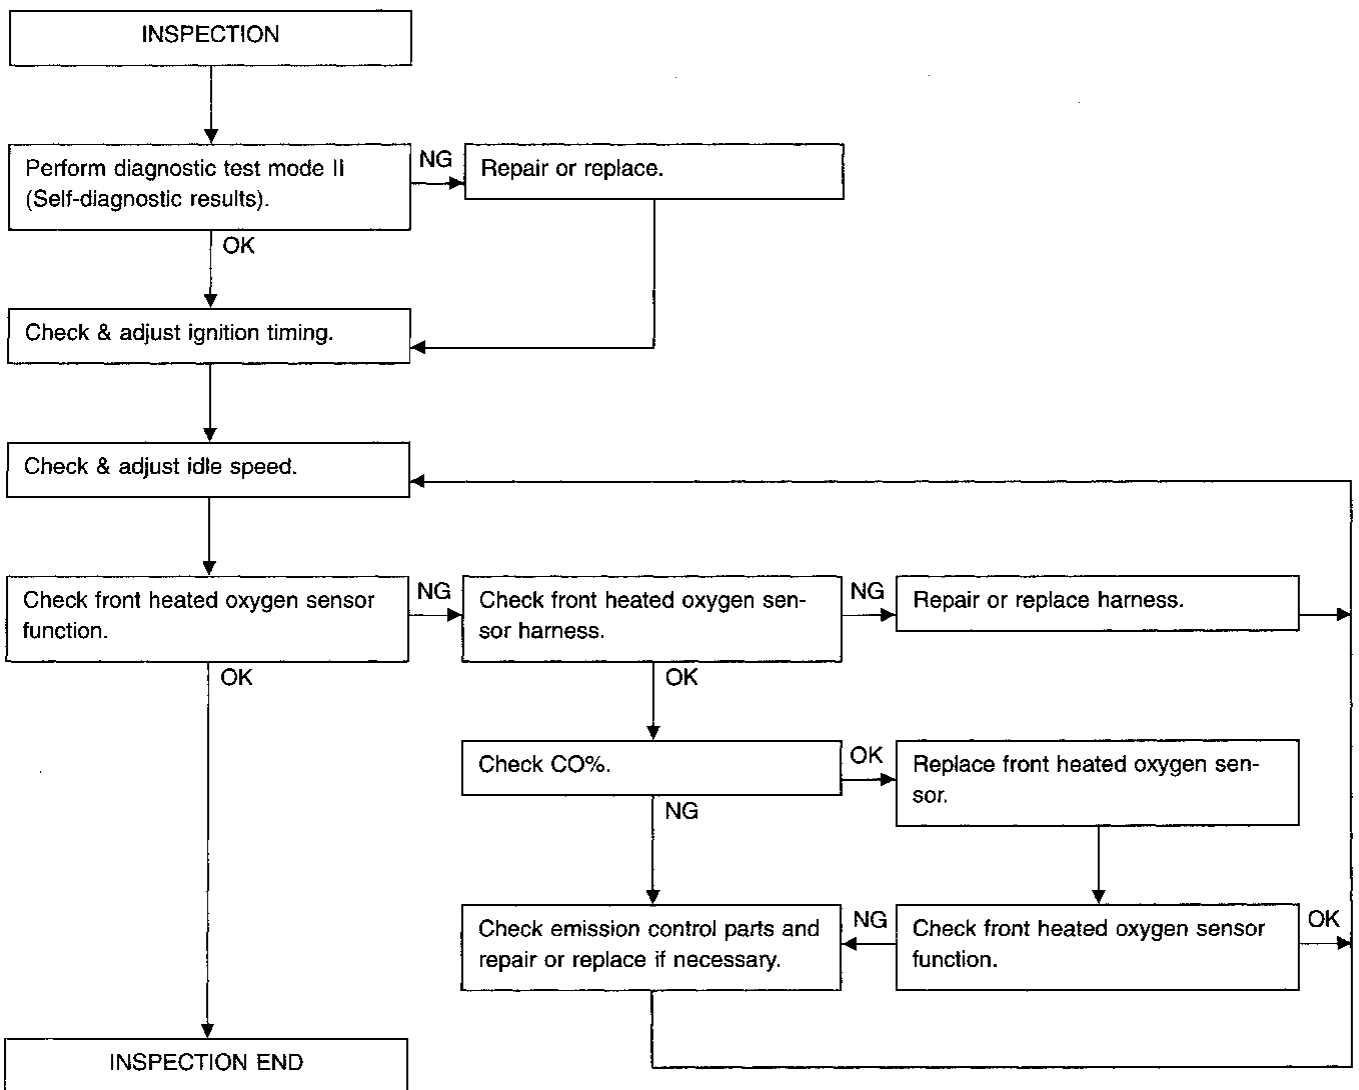 INSPECTION
Perform diagnostic test mode II
(Self-diagnostic results).
NG
Repair or replace.
OK
Check & adjust ignition timing.
Check & adjust idle speed.
Check front heated oxygen sensor
function.
NG
Check front heated oxygen sen-
sor harness.
NG
Repair or replace harness.
OK
OK
Check CO%.
OK
Replace front heated oxygen sen-
sor.
NG
Check emission control parts and
repair or replace if necessary.
NG
Check front heated oxygen sensor
function.
OK
INSPECTION END